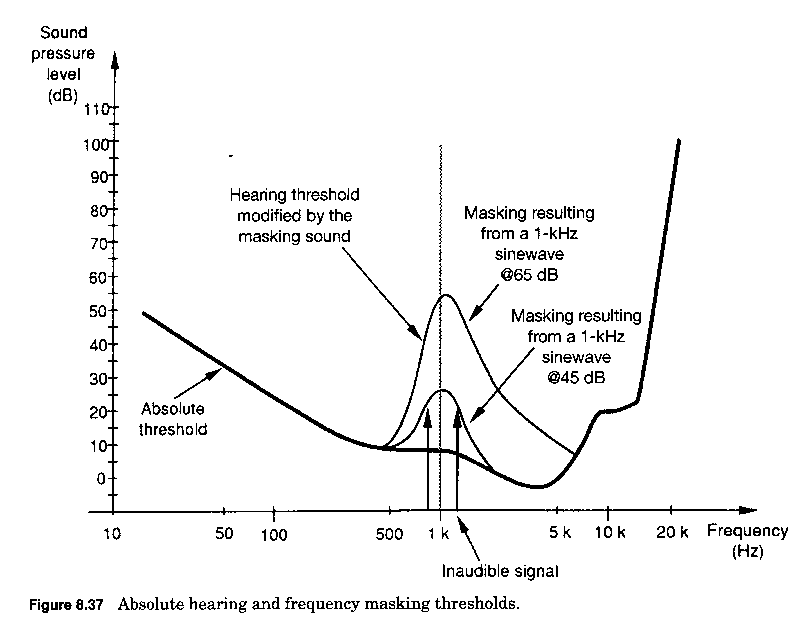 Sound
pressure
level
(dB)
110
100
90
80
70
60
50
40
30
20
10
0
Hearing threshold
modified by the
masking sound
Masking resulting
from a 1-kHz
sinewave
@65 dB
Masking resulting
from a 1-kHz
sinewave
@45 dB
Absolute
threshold
10
50
100
500
1 k
5 k
10 k
20 k
Frequency
(Hz)
Inaudible signal
Figure 8.37 Absolute hearing and frequency masking thresholds.